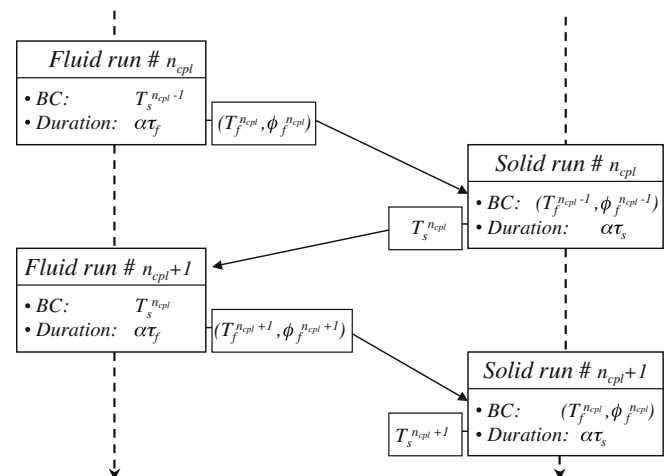 Fluid run # n_cpl
• BC: T_s^{n_cpl -1}
• Duration: ατ_f
(T_f^{n_cpl}, ϕ_f^{n_cpl})
Solid run # n_cpl
• BC: (T_f^{n_cpl -1}, ϕ_f^{n_cpl -1})
• Duration: ατ_s
T_s^{n_cpl}
Fluid run # n_cpl+1
• BC: T_s^{n_cpl}
• Duration: ατ_f
(T_f^{n_cpl +1}, ϕ_f^{n_cpl +1})
Solid run # n_cpl+1
• BC: (T_f^{n_cpl}, ϕ_f^{n_cpl})
• Duration: ατ_s
T_s^{n_cpl +1}